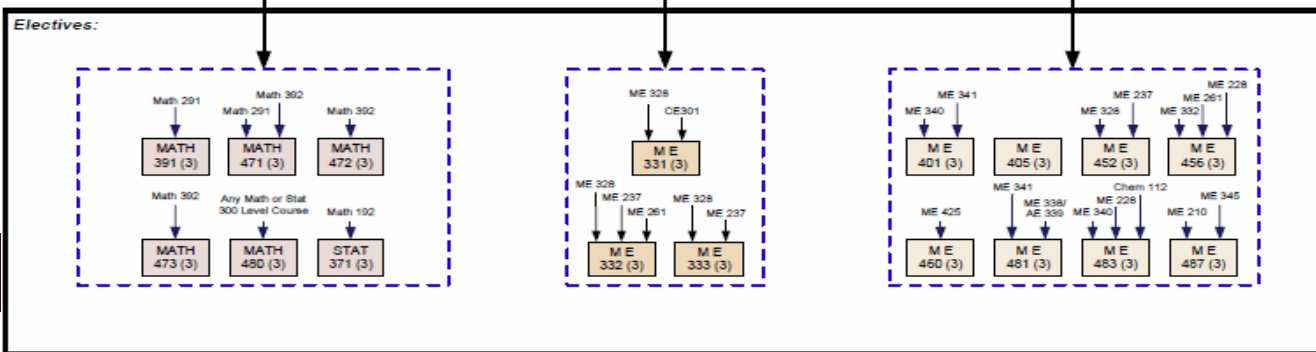 Electives:
Math 291
Math 291
Math 392
Math 392
MATH
391 (3)
MATH
471 (3)
MATH
472 (3)
Math 392
Any Math or Stat
300 Level Course
Math 192
MATH
473 (3)
MATH
480 (3)
STAT
371 (3)
ME 328
CE301
M E
331 (3)
ME 328
ME 237
ME 261
ME 328
ME 237
M E
332 (3)
M E
333 (3)
ME 340
ME 341
ME 328
ME 237
ME 332
ME 261
ME 228
M E
401 (3)
M E
405 (3)
M E
452 (3)
M E
456 (3)
ME 425
ME 341
ME 338/
AE 339
ME 340
ME 228
Chem 112
ME 210
ME 345
M E
460 (3)
M E
481 (3)
M E
483 (3)
M E
487 (3)